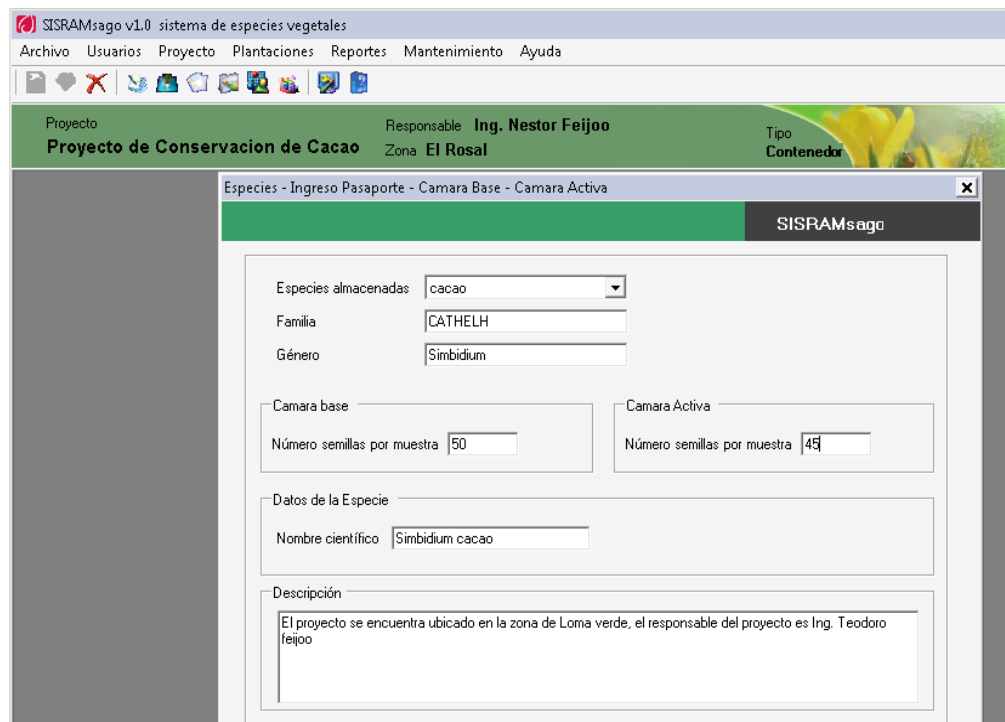 SISRAMsago v1.0 sistema de especies vegetales
Archivo Usuarios Proyecto Plantaciones Reportes Mantenimiento Ayuda
Proyecto
Proyecto de Conservacion de Cacao
Responsable Ing. Nestor Feijoo
Zona El Rosal
Tipo
Contenedor
Especies - Ingreso Pasaporte - Camara Base - Camara Activa
SISRAMsago
Especies almacenadas cacao
Familia CATHELH
Género Simbidium
Camara base
Número semillas por muestra 50
Camara Activa
Número semillas por muestra 45
Datos de la Especie
Nombre científico Simbidium cacao
Descripción
El proyecto se encuentra ubicado en la zona de Loma verde, el responsable del proyecto es Ing. Teodoro
feijoo